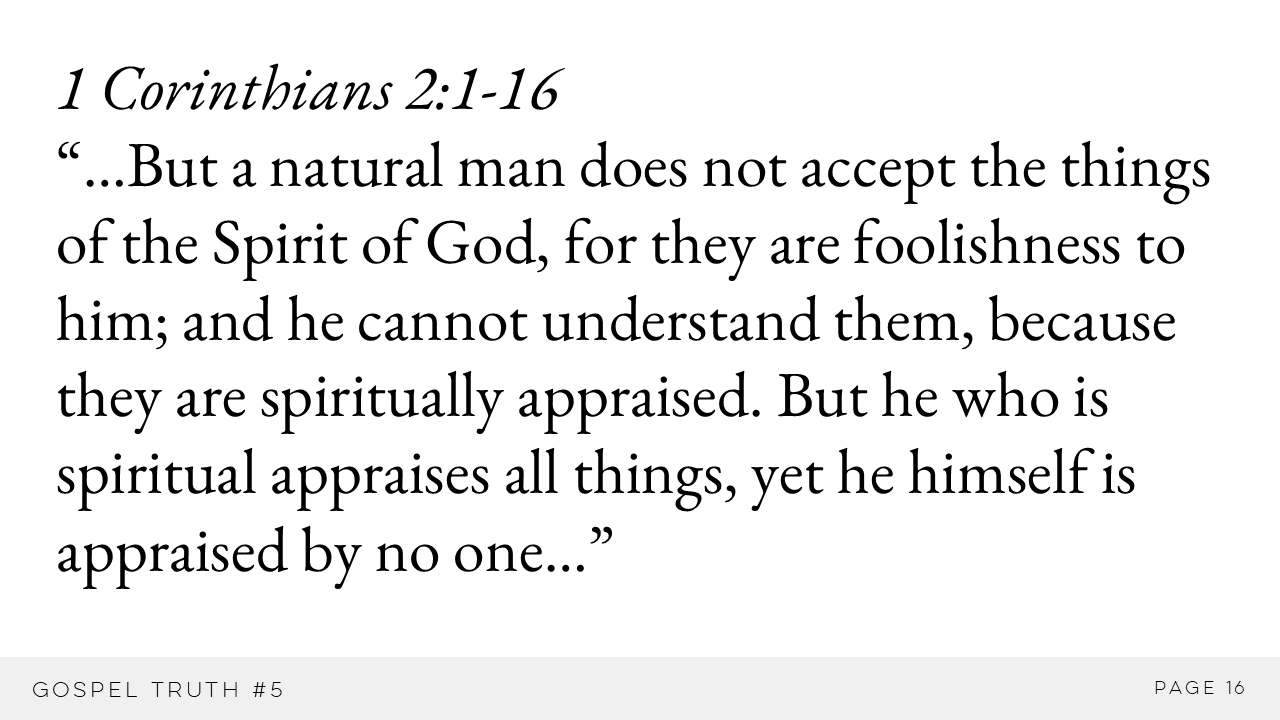 1 Corinthians 2:1-16
“…But a natural man does not accept the things
of the Spirit of God, for they are foolishness to
him; and he cannot understand them, because
they are spiritually appraised. But he who is
spiritual appraises all things, yet he himself is
appraised by no one…”
GOSPEL TRUTH #5
PAGE 16